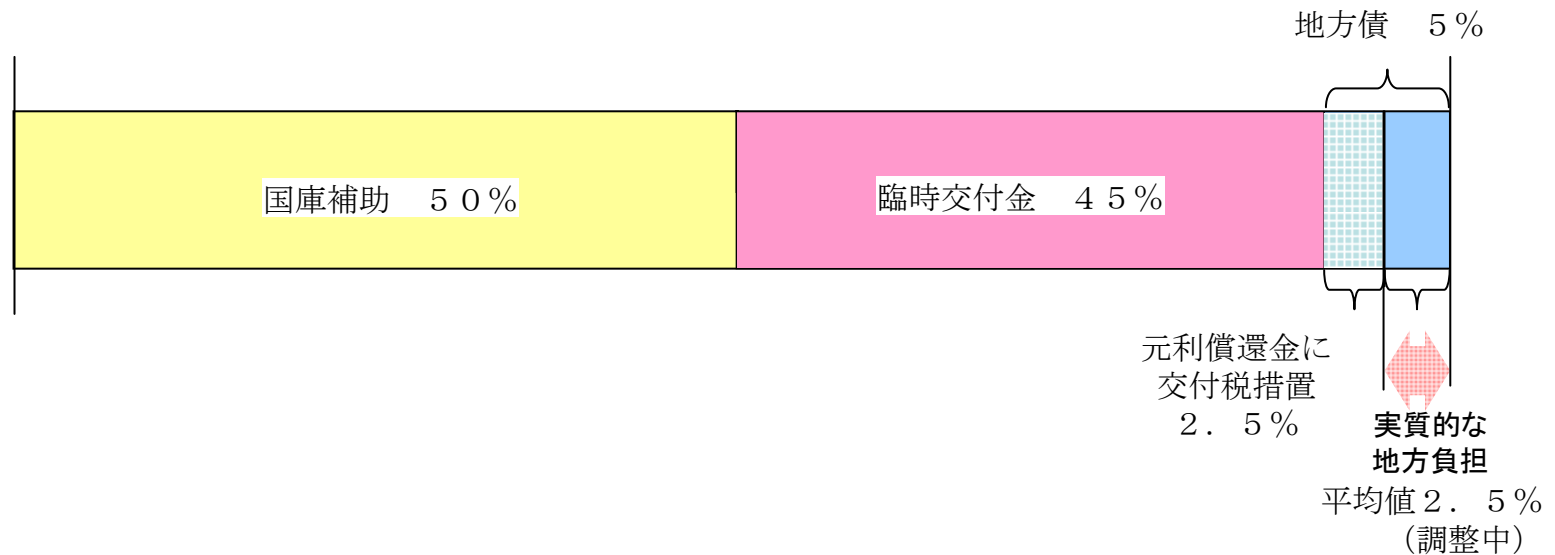 地方債　５％
国庫補助　５０％
臨時交付金　４５％
元利償還金に
交付税措置
２．５％
実質的な
地方負担
平均値２．５％
（調整中）